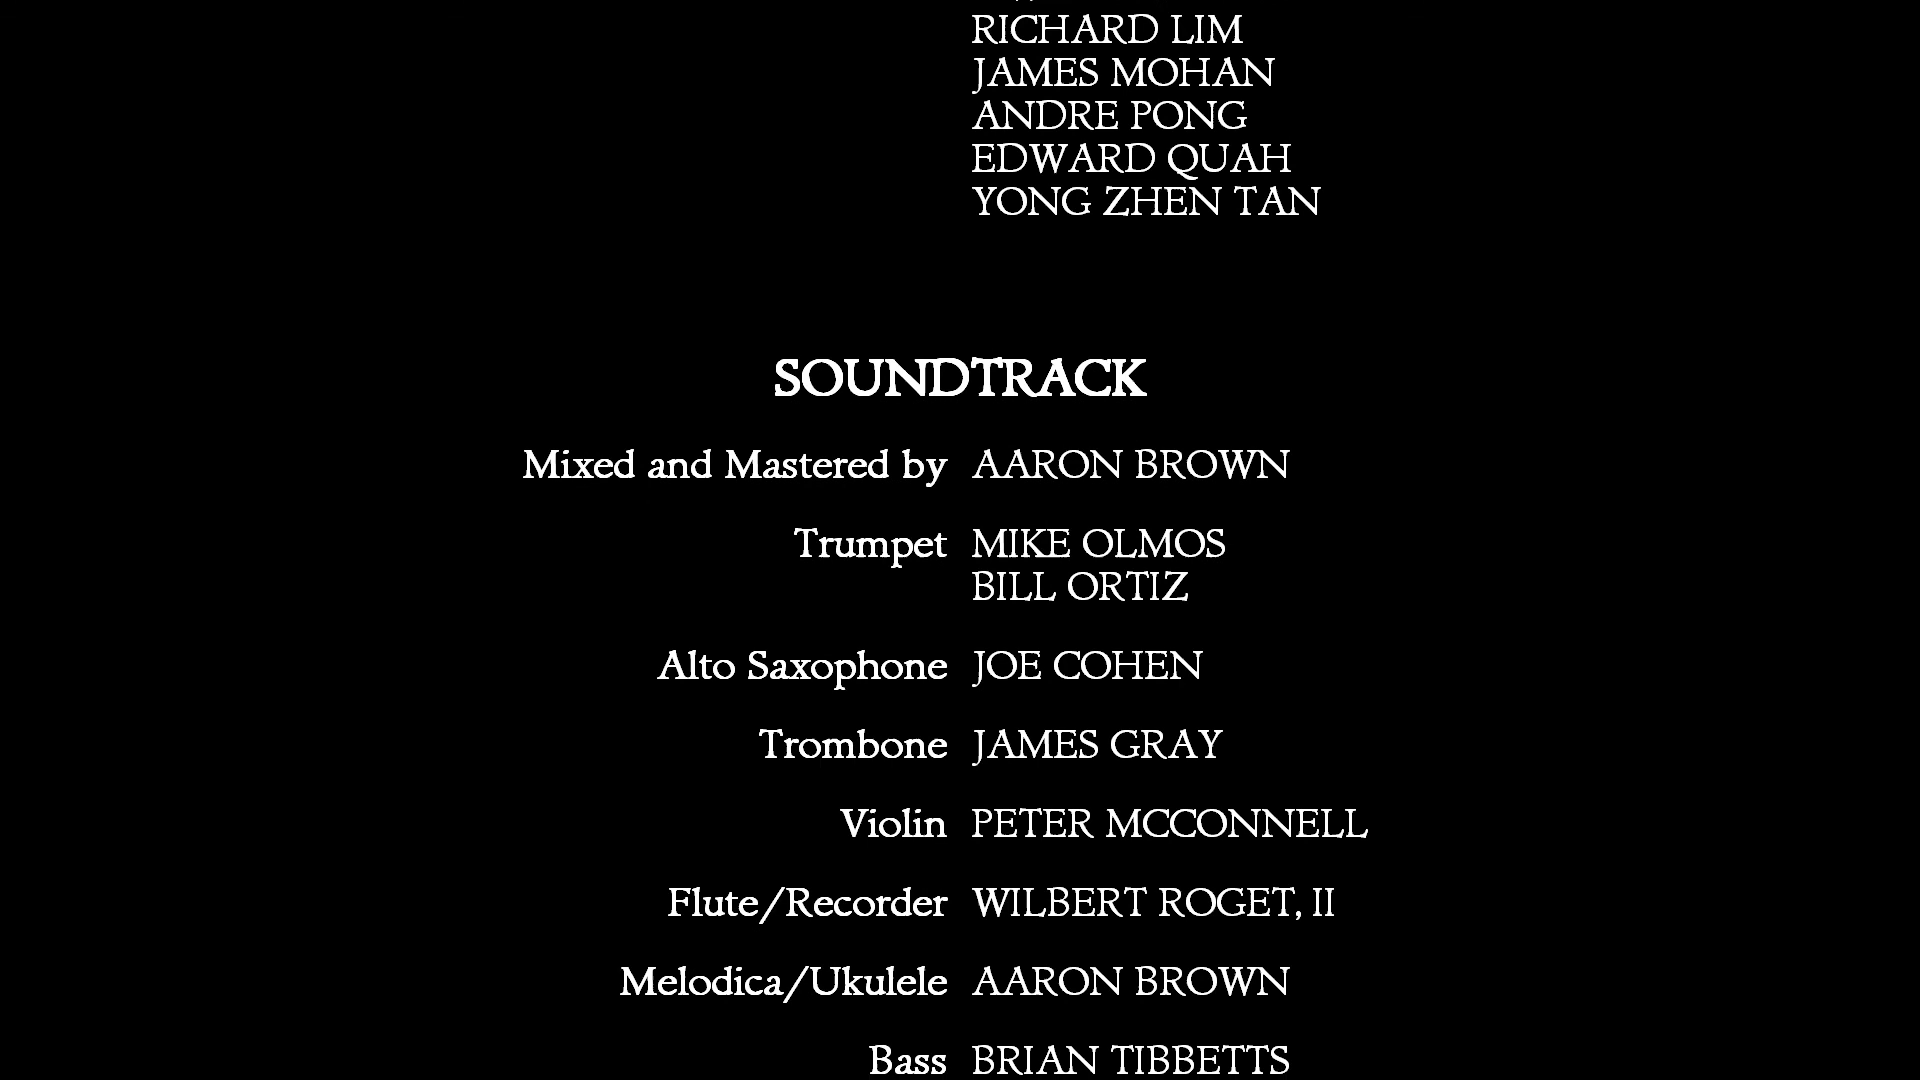 RICHARD LIM
JAMES MOHAN
ANDRE PONG
EDWARD QUAH
YONG ZHEN TAN
SOUNDTRACK
Mixed and Mastered by AARON BROWN
Trumpet MIKE OLMOS
BILL ORTIZ
Alto Saxophone JOE COHEN
Trombone JAMES GRAY
Violin PETER MCCONNELL
Flute/Recorder WILBERT ROGET, II
Melodica/Ukulele AARON BROWN
Bass BRIAN TIBBETTS